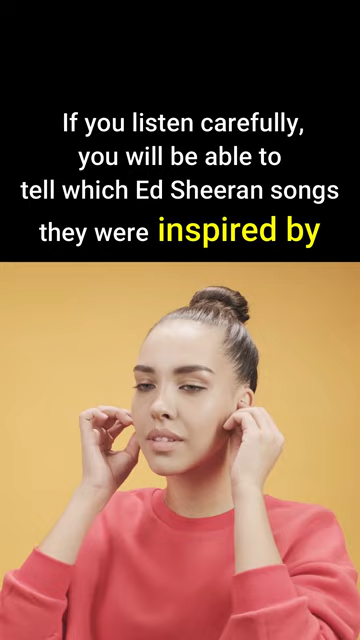 If you listen carefully,
you will be able to
tell which Ed Sheeran songs
they were inspired by